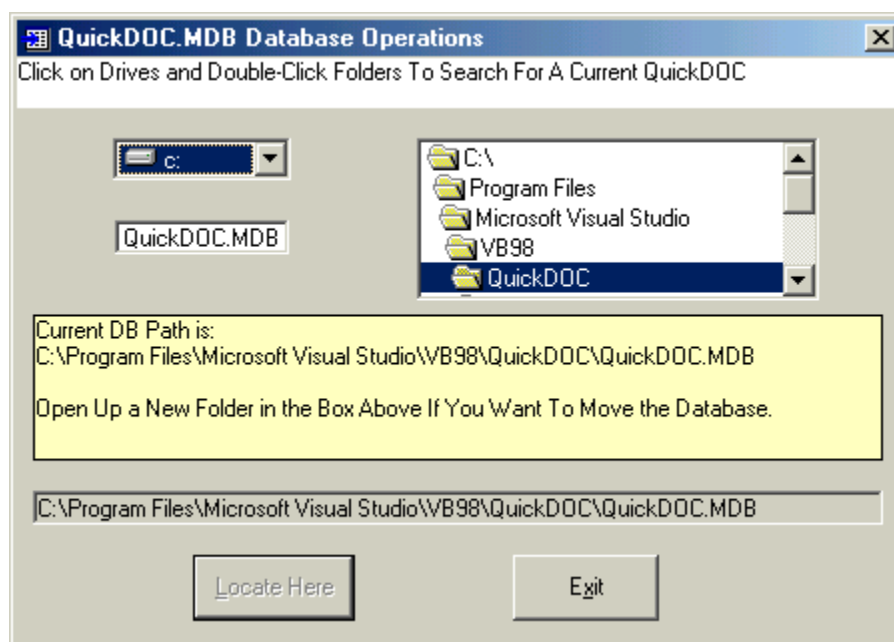 QuickDOC.MDB Database Operations
Click on Drives and Double-Click Folders To Search For A Current QuickDOC
c:
C:\
Program Files
QuickDOC.MDB
Microsoft Visual Studio
VB98
QuickDOC
Current DB Path is:
C:\Program Files\Microsoft Visual Studio\VB98\QuickDOC\QuickDOC.MDB
Open Up a New Folder in the Box Above If You Want To Move the Database.
C:\Program Files\Microsoft Visual Studio\VB98\QuickDOC\QuickDOC.MDB
Locate Here
Exit